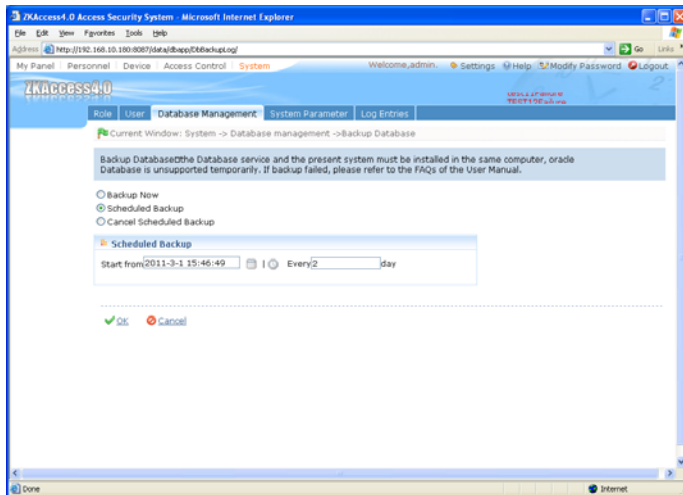 ZKAccess4.0 Access Security System - Microsoft Internet Explorer
File Edit View Favorites Tools Help
Address http://192.168.10.180:8087/data/dbapp/DbBackupLog/ Go Links
My Panel Personnel Device Access Control System Welcome,admin. Settings Help Modify Password Logout
ZKAccess4.0
TEST12Failure
Role User Database Management System Parameter Log Entries
Current Window: System -> Database management ->Backup Database
Backup Database□the Database service and the present system must be installed in the same computer, oracle
Database is unsupported temporarily. If backup failed, please refer to the FAQs of the User Manual.
Backup Now
Scheduled Backup
Cancel Scheduled Backup
Scheduled Backup
Start from 2011-3-1 15:46:49 | Every 2 day
OK Cancel
Done Internet